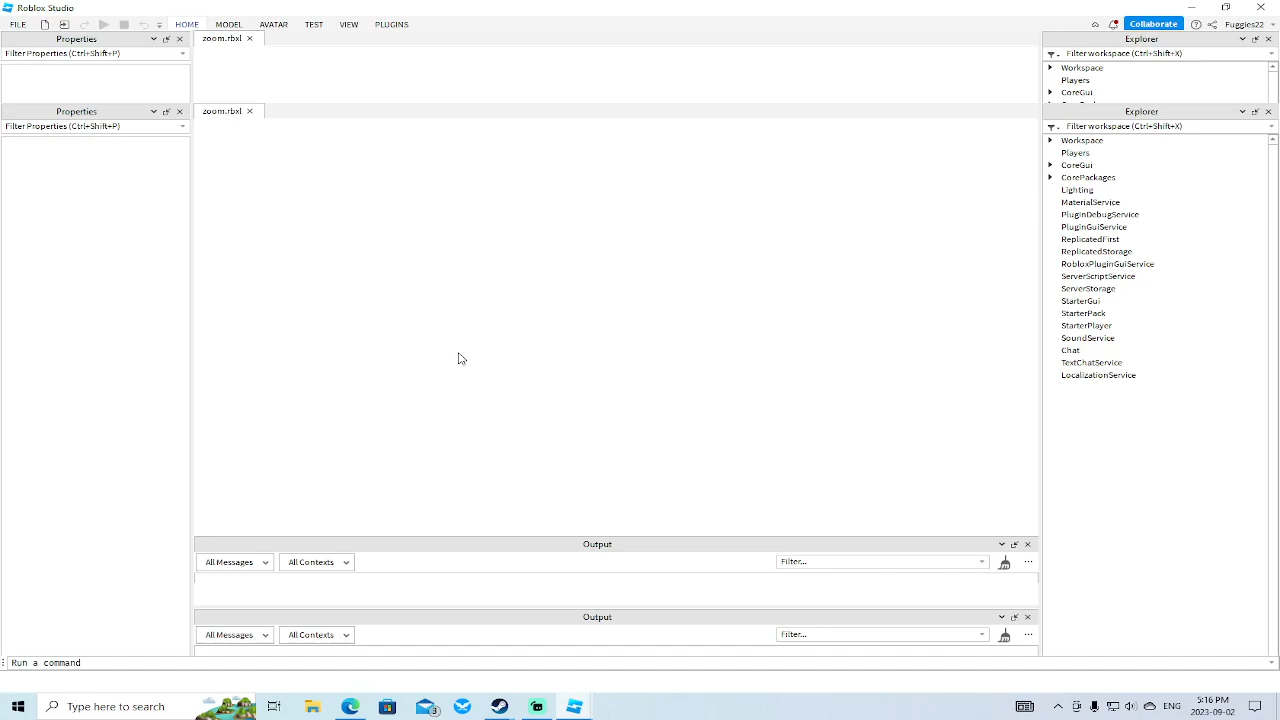 Roblox Studio
FILE HOME MODEL AVATAR TEST VIEW PLUGINS Collaborate Fuggles22
Properties
Filter Properties (Ctrl+Shift+P)
zoom.rbxl
Explorer
Filter workspace (Ctrl+Shift+X)
Workspace
Players
CoreGui
Properties
Filter Properties (Ctrl+Shift+P)
zoom.rbxl
Explorer
Filter workspace (Ctrl+Shift+X)
Workspace
Players
CoreGui
CorePackages
Lighting
MaterialService
PluginDebugService
PluginGuiService
ReplicatedFirst
ReplicatedStorage
RobloxPluginGuiService
ServerScriptService
ServerStorage
StarterGui
StarterPack
StarterPlayer
SoundService
Chat
TextChatService
LocalizationService
Output
All Messages All Contexts Filter...
Output
All Messages All Contexts Filter...
Run a command
Type here to search
3
ENG
5:16 PM
2023-09-02